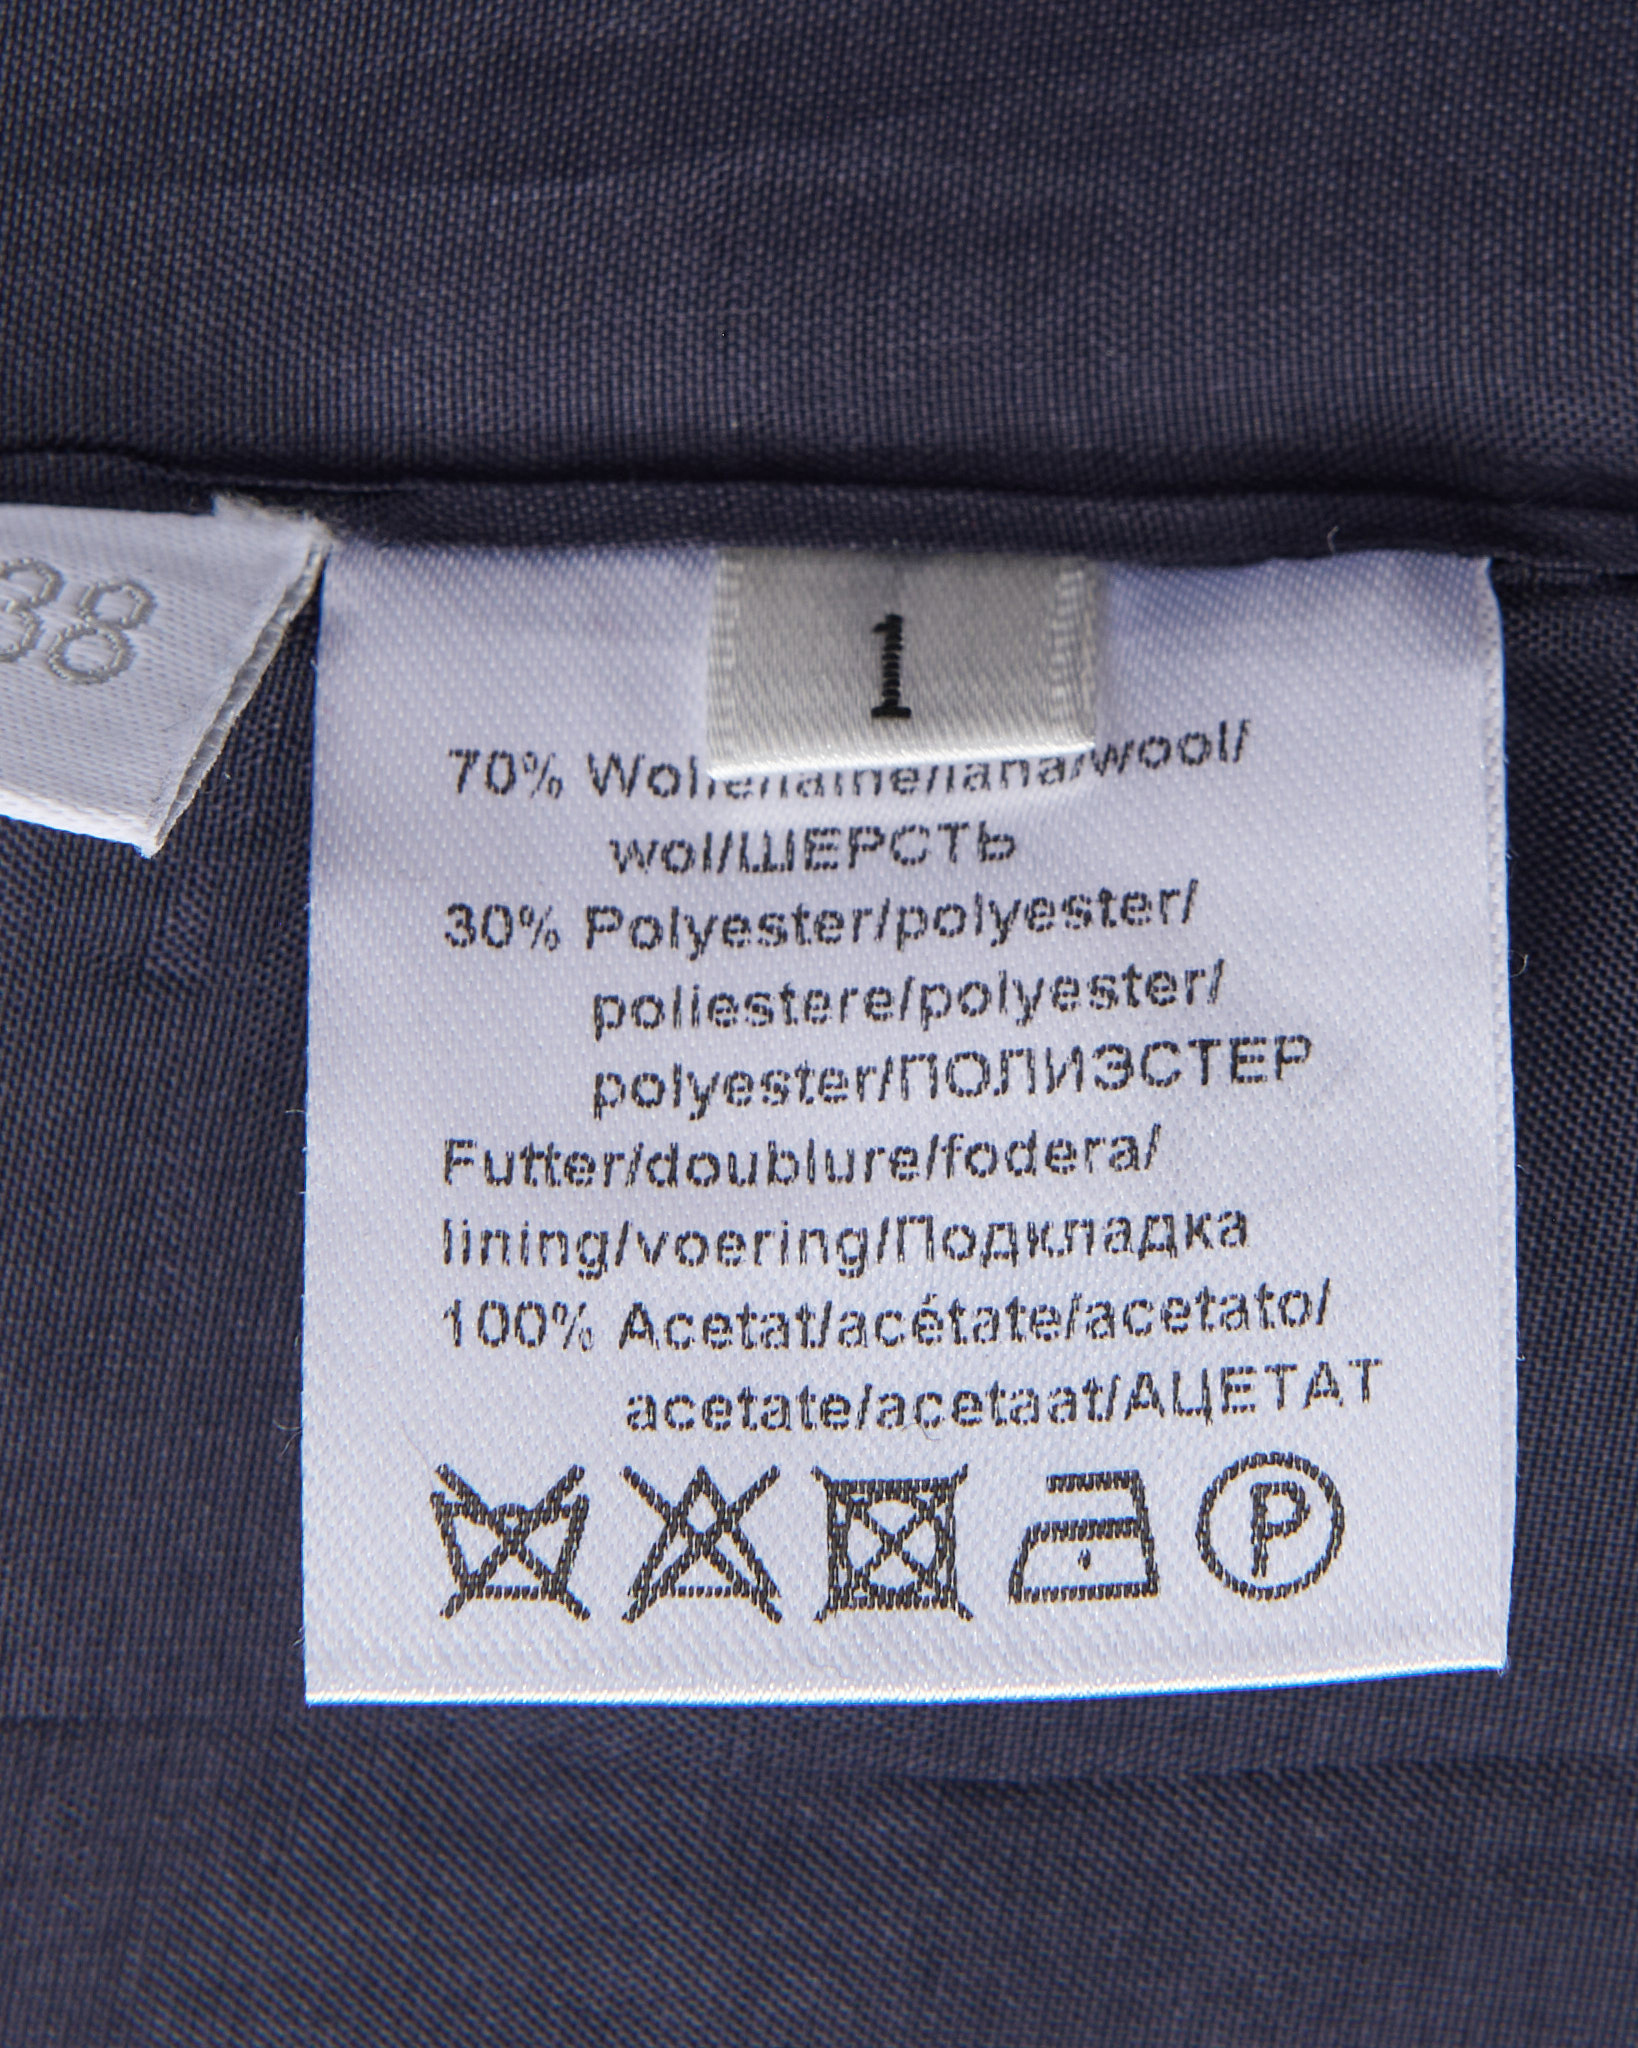 38
1
70% Wolle/laine/lana/wool/
wol/ШЕРСТЬ
30% Polyester/polyester/
poliestere/polyester/
polyester/ПОЛИЭСТЕР
Futter/doublure/fodera/
lining/voering/Подкладка
100% Acetat/acétate/acetato/
acetate/acetaat/АЦЕТАТ
P